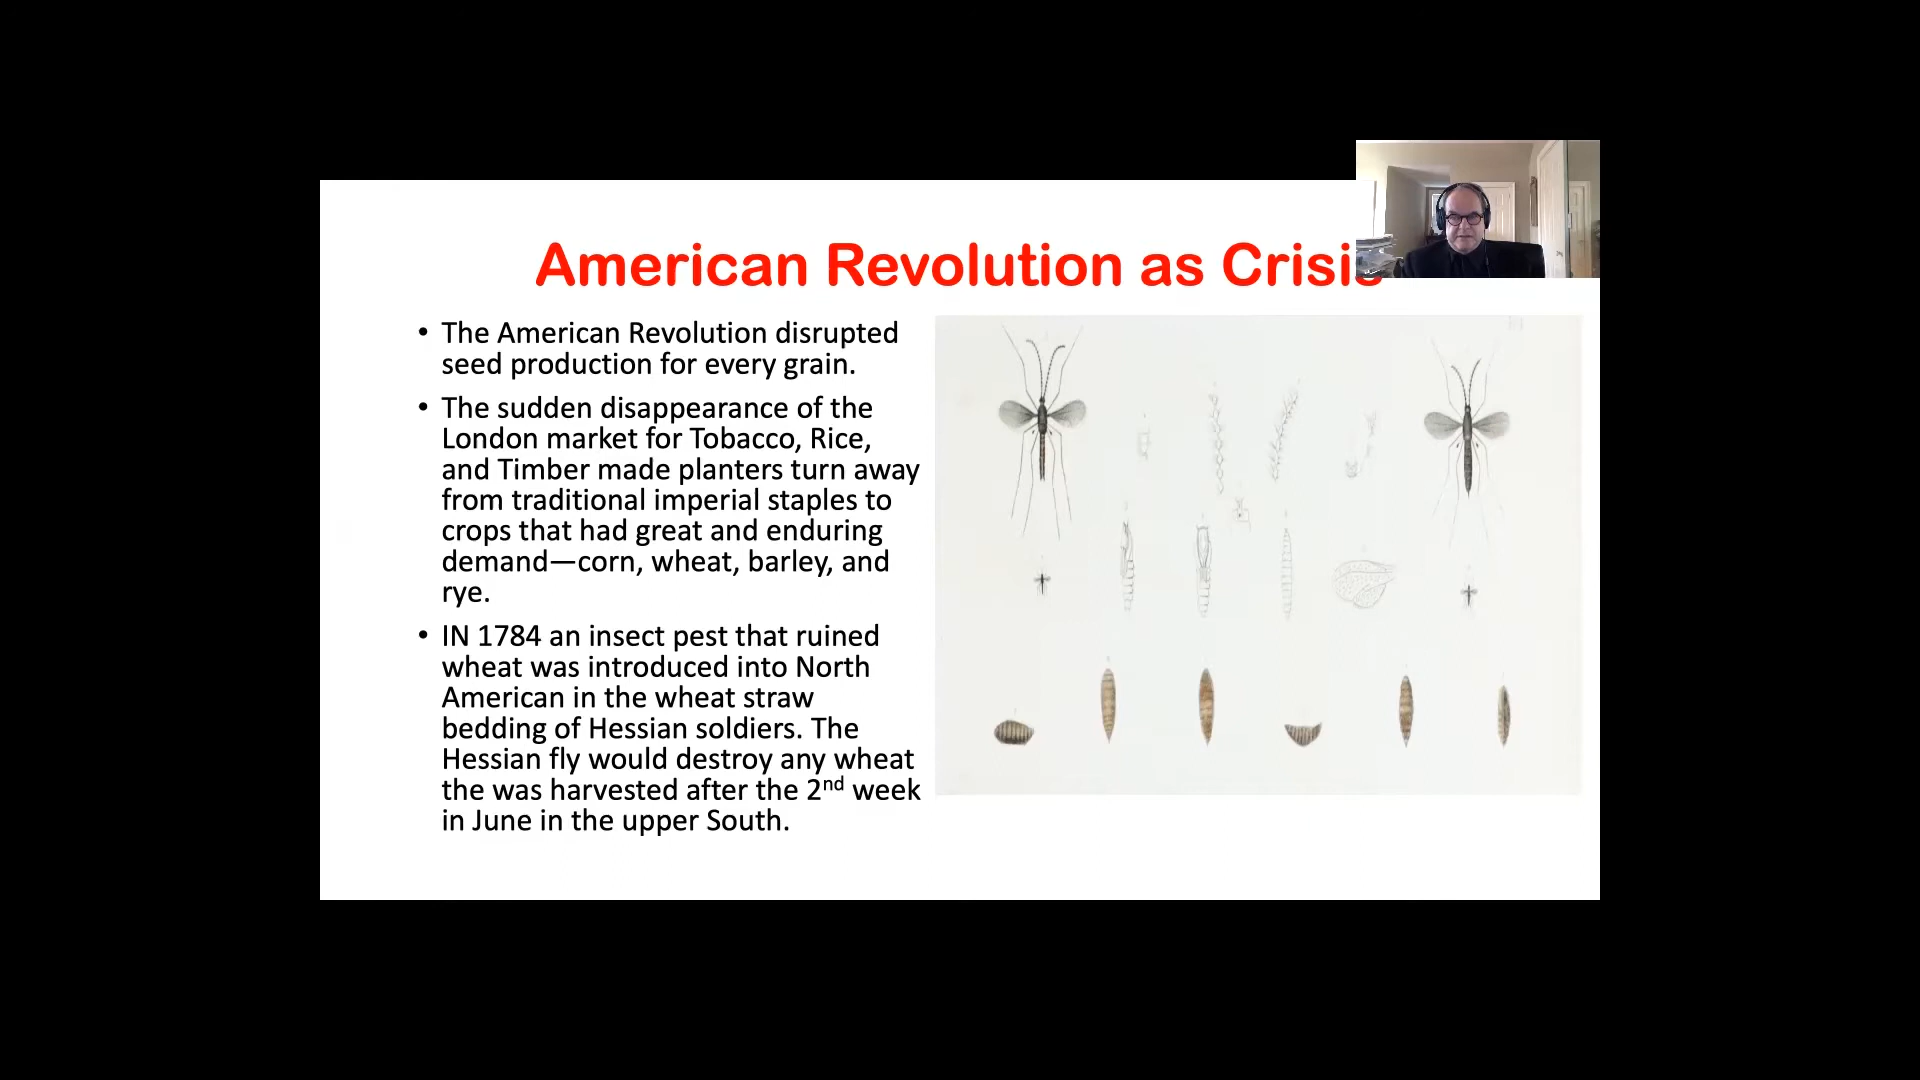 American Revolution as Crisis
• The American Revolution disrupted
seed production for every grain.
• The sudden disappearance of the
London market for Tobacco, Rice,
and Timber made planters turn away
from traditional imperial staples to
crops that had great and enduring
demand—corn, wheat, barley, and
rye.
• IN 1784 an insect pest that ruined
wheat was introduced into North
American in the wheat straw
bedding of Hessian soldiers. The
Hessian fly would destroy any wheat
the was harvested after the 2nd week
in June in the upper South.